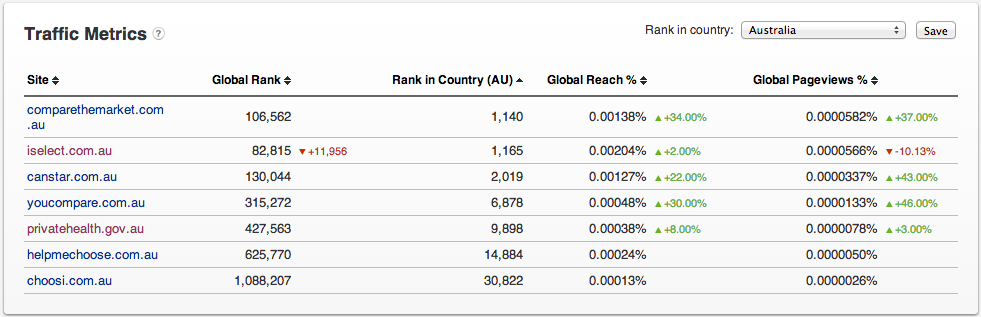 Traffic Metrics ?
Rank in country: Australia Save
Site Global Rank Rank in Country (AU) Global Reach % Global Pageviews %
comparethemarket.com
.au 106,562 1,140 0.00138% +34.00% 0.0000582% +37.00%
iselect.com.au 82,815 +11,956 1,165 0.00204% +2.00% 0.0000566% -10.13%
canstar.com.au 130,044 2,019 0.00127% +22.00% 0.0000337% +43.00%
youcompare.com.au 315,272 6,878 0.00048% +30.00% 0.0000133% +46.00%
privatehealth.gov.au 427,563 9,898 0.00038% +8.00% 0.0000078% +3.00%
helpmechoose.com.au 625,770 14,884 0.00024% 0.0000050%
choosi.com.au 1,088,207 30,822 0.00013% 0.0000026%